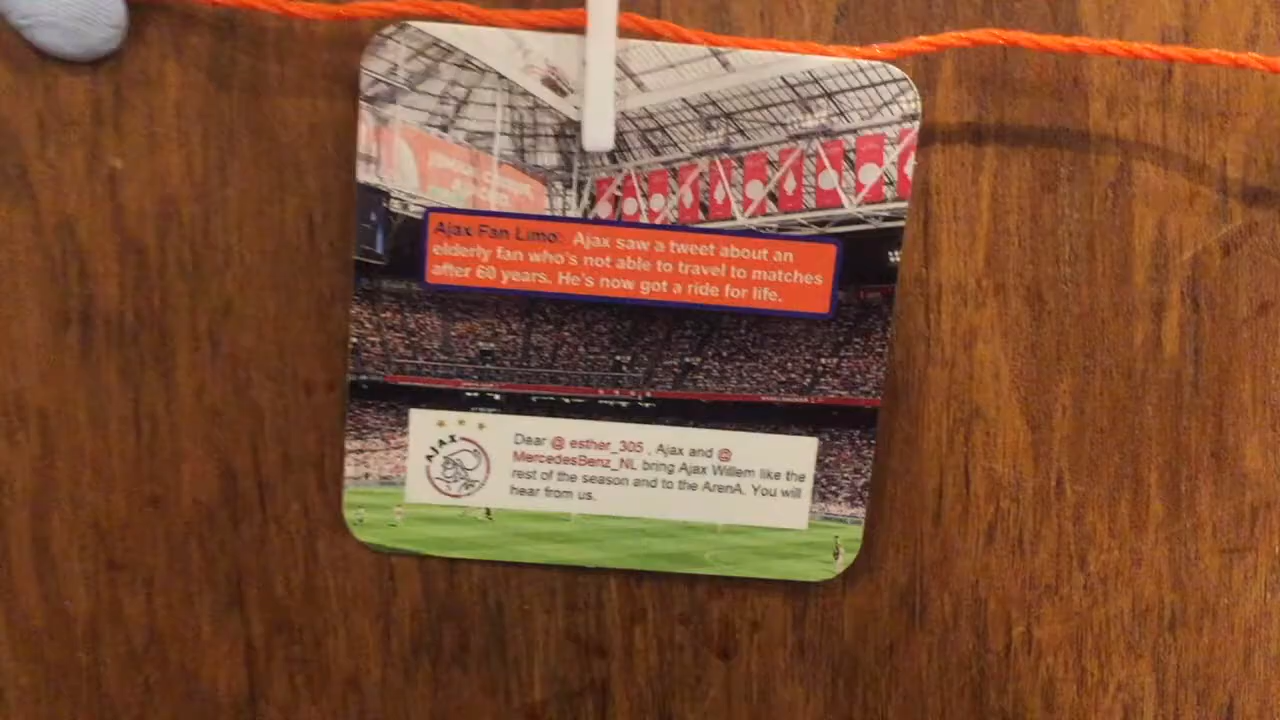 Ajax Fan Limo: Ajax saw a tweet about an
elderly fan who's not able to travel to matches
after 60 years. He's now got a ride for life.
AJAX
Dear @ esther_305 , Ajax and @
MercedesBenz_NL bring Ajax Willem like the
rest of the season and to the ArenA. You will
hear from us.